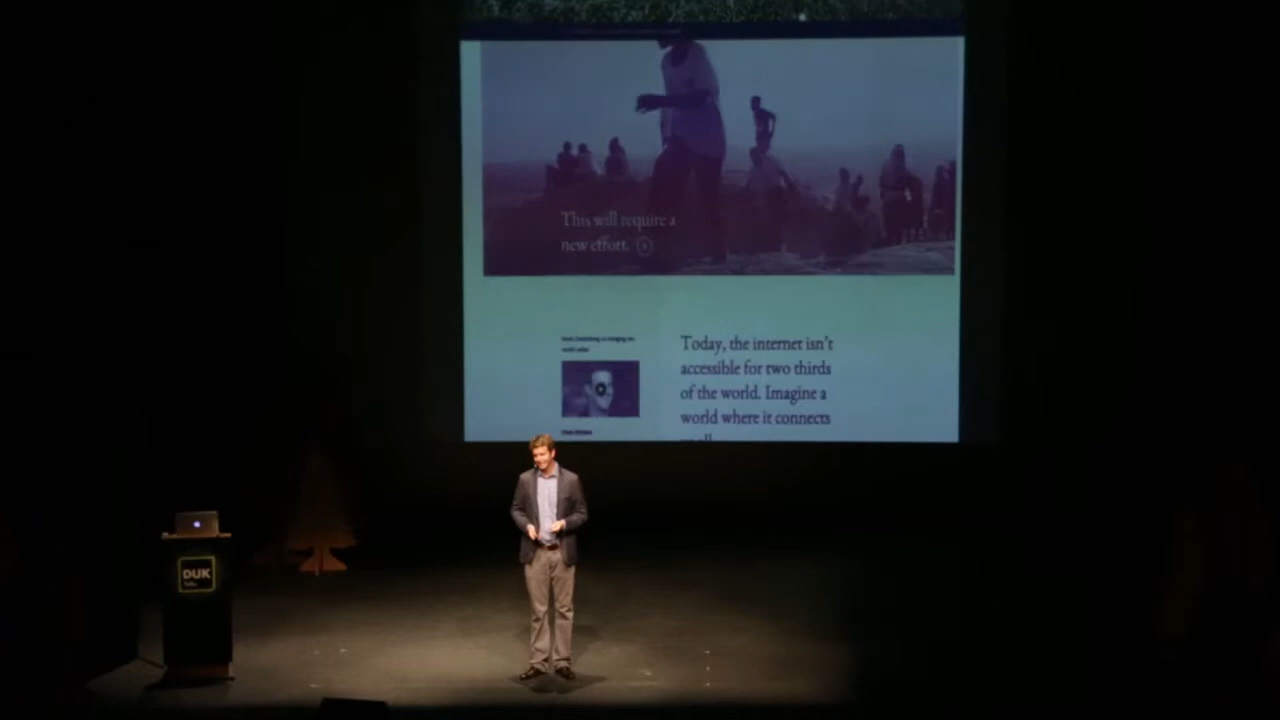 This will require a
new effort.
Today, the internet isn't
accessible for two thirds
of the world. Imagine a
world where it connects
DUK